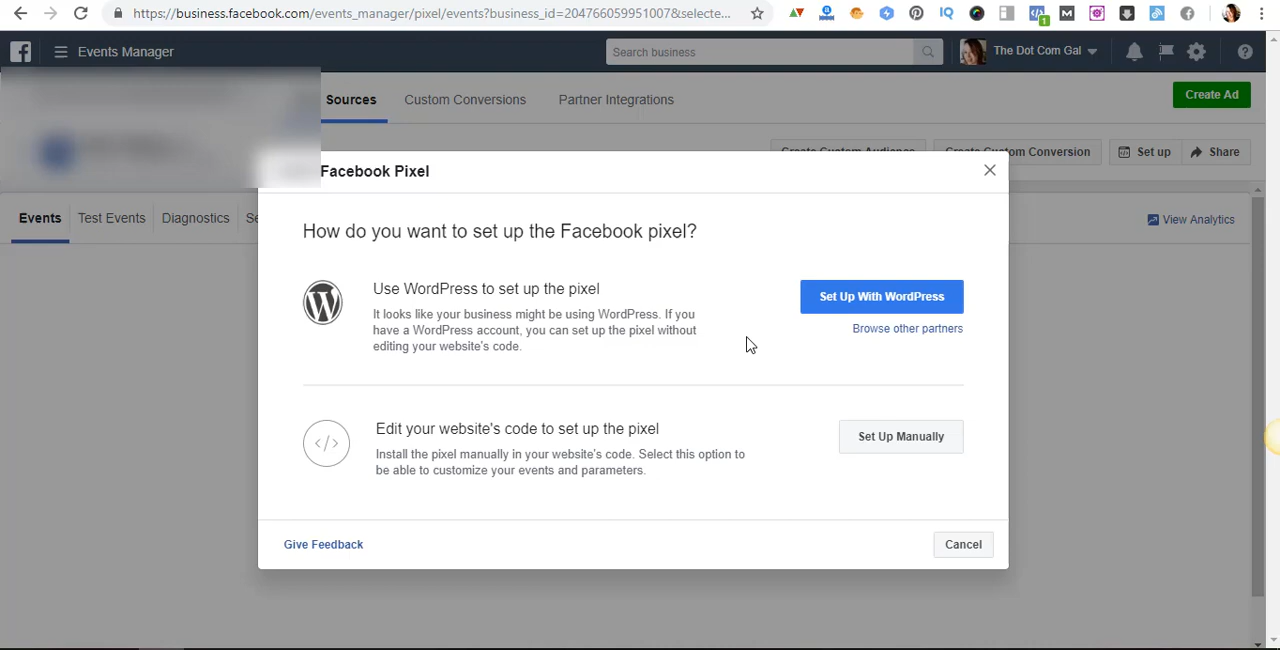 https://business.facebook.com/events_manager/pixel/events?business_id=204766059951007&selecte...
Events Manager
Search business
The Dot Com Gal
Sources
Custom Conversions
Partner Integrations
Create Ad
Create Custom Audience
Create Custom Conversion
Set up
Share
Facebook Pixel
Events
Test Events
Diagnostics
Se
View Analytics
How do you want to set up the Facebook pixel?
Use WordPress to set up the pixel
It looks like your business might be using WordPress. If you
have a WordPress account, you can set up the pixel without
editing your website's code.
Set Up With WordPress
Browse other partners
Edit your website's code to set up the pixel
Install the pixel manually in your website's code. Select this option to
be able to customize your events and parameters.
Set Up Manually
Give Feedback
Cancel